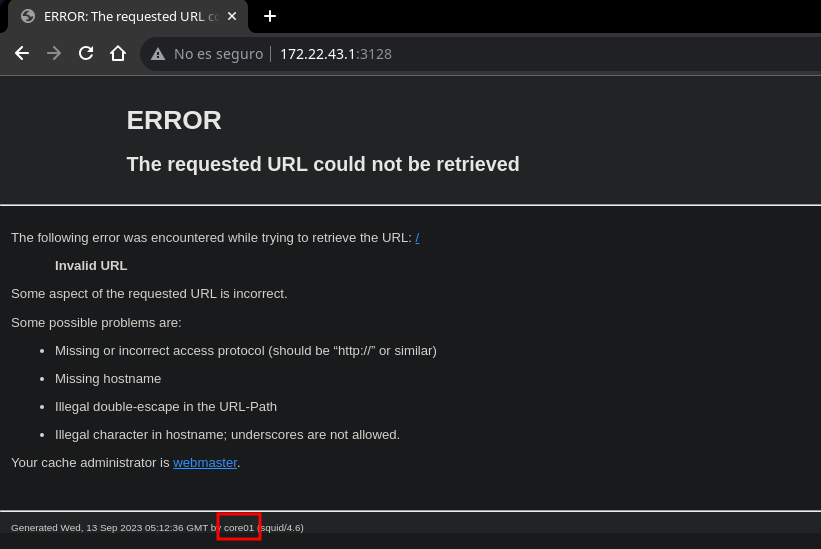 ERROR: The requested URL co
No es seguro 172.22.43.1:3128
ERROR
The requested URL could not be retrieved
The following error was encountered while trying to retrieve the URL: /
Invalid URL
Some aspect of the requested URL is incorrect.
Some possible problems are:
• Missing or incorrect access protocol (should be “http://” or similar)
• Missing hostname
• Illegal double-escape in the URL-Path
• Illegal character in hostname; underscores are not allowed.
Your cache administrator is webmaster.
Generated Wed, 13 Sep 2023 05:12:36 GMT by core01 (squid/4.6)